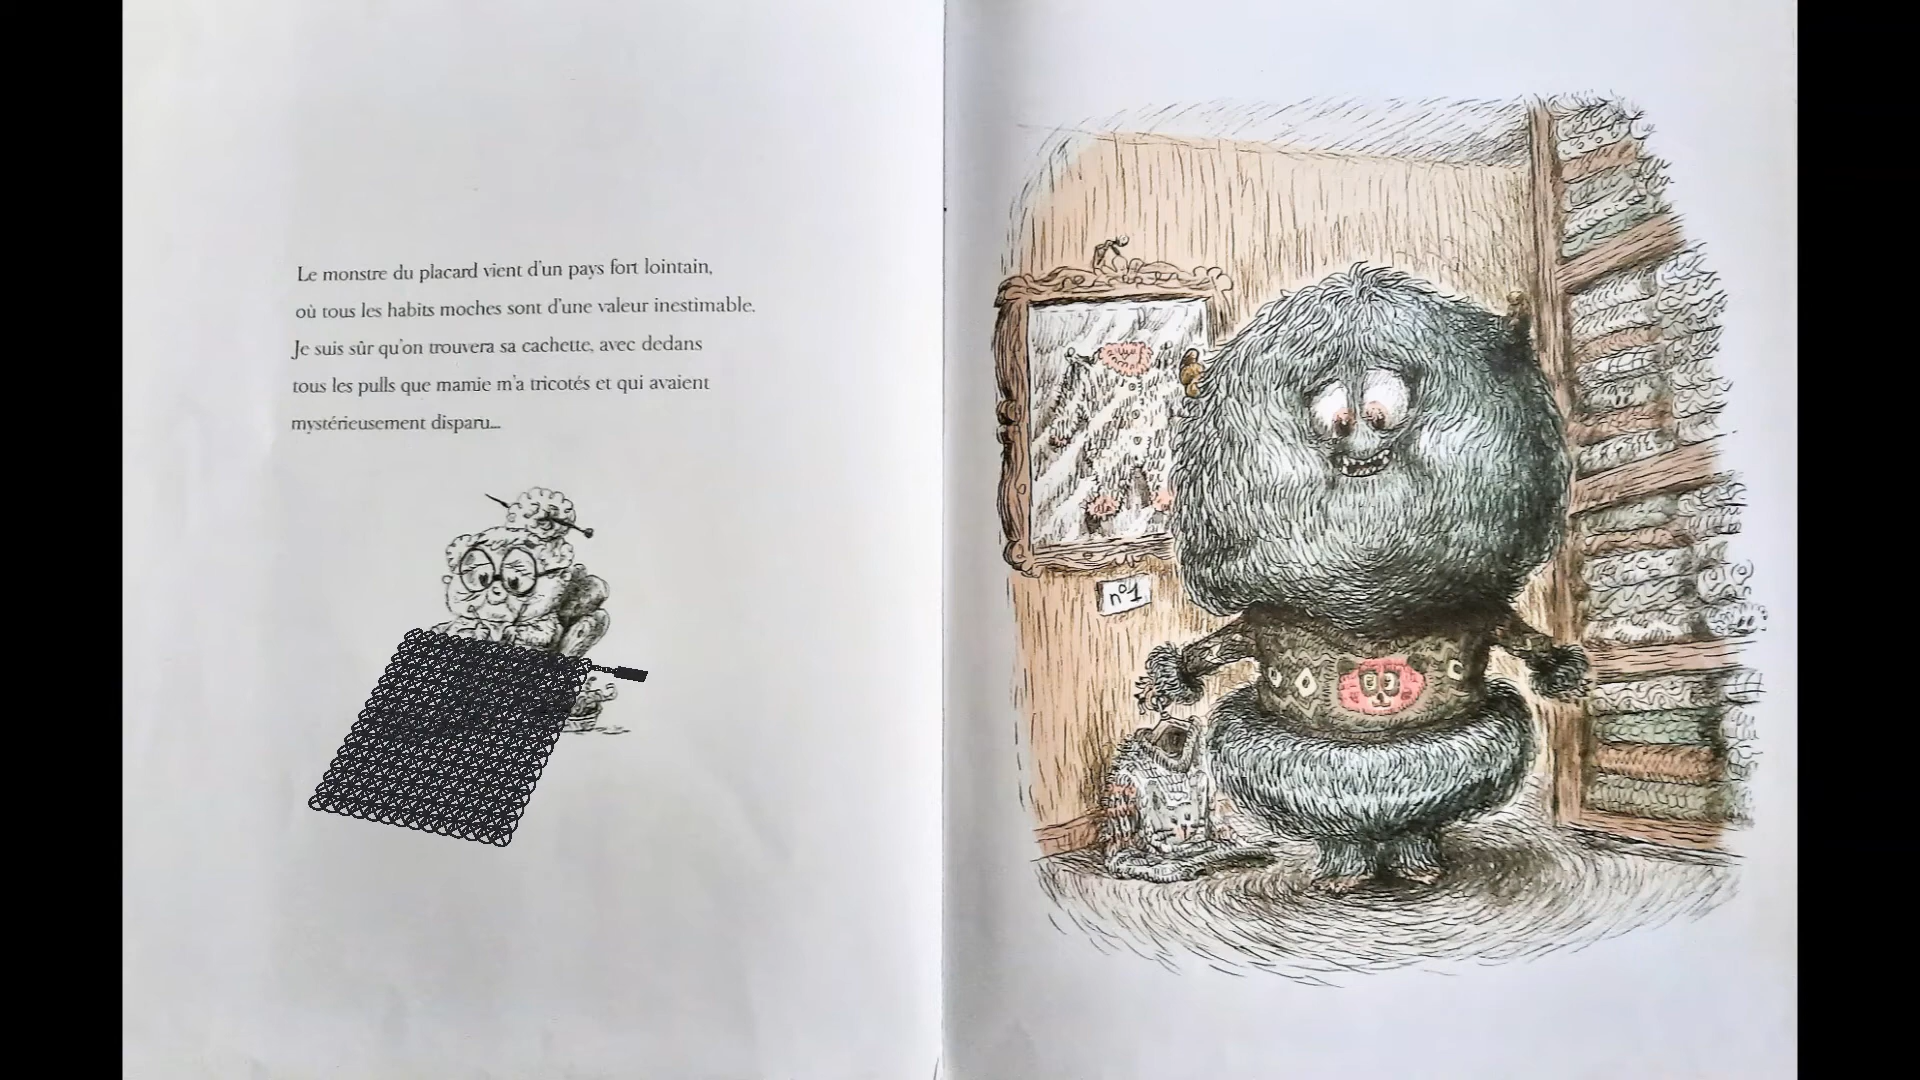 Le monstre du placard vient d'un pays fort lointain,
où tous les habits moches sont d'une valeur inestimable.
Je suis sûr qu'on trouvera sa cachette, avec dedans
tous les pulls que mamie m'a tricotés et qui avaient
mystérieusement disparu...
n°1